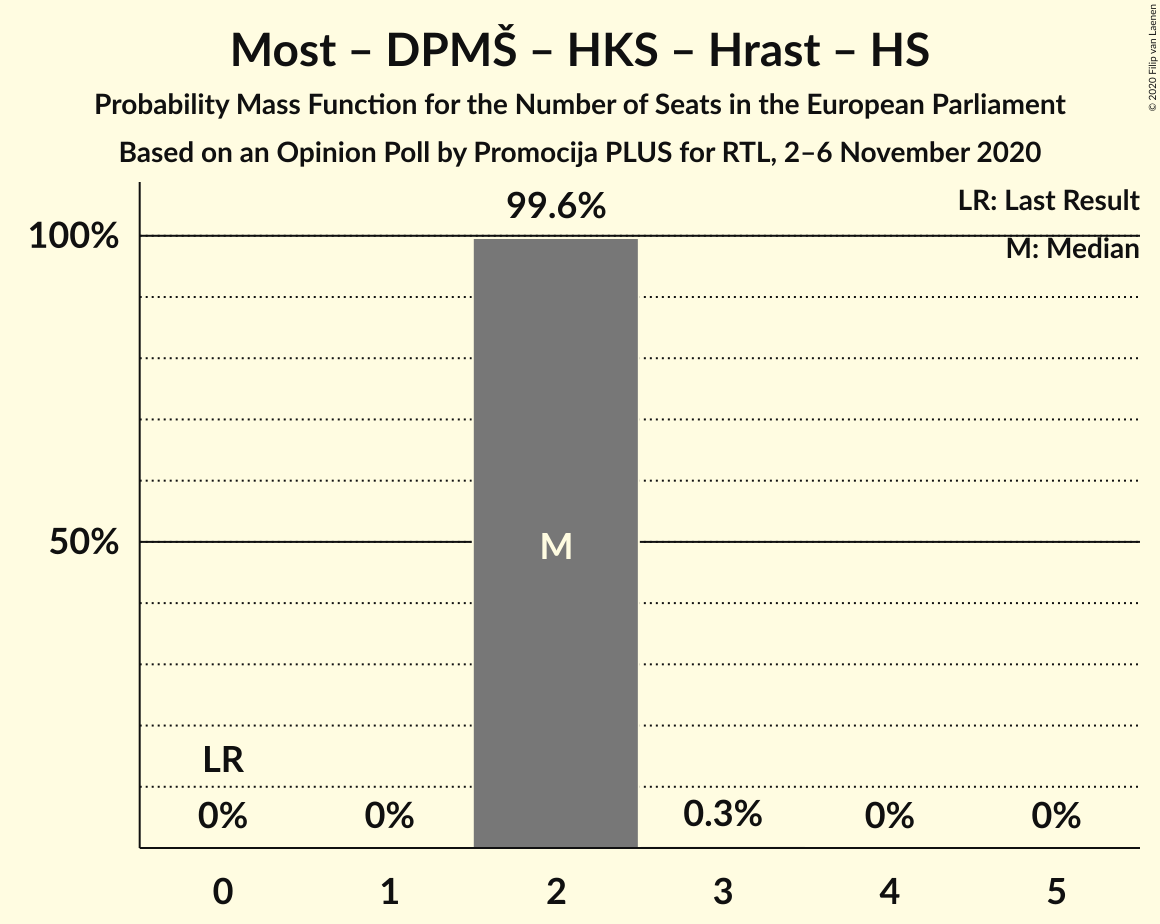 Most – DPMŠ – HKS – Hrast – HS
Probability Mass Function for the Number of Seats in the European Parliament
Based on an Opinion Poll by Promocija PLUS for RTL, 2–6 November 2020
© 2020 Filip van Laenen
LR: Last Result
M: Median
99.6%
100%
50%
M
LR
0%
0%
0.3%
0%
0%
0
1
2
3
4
5